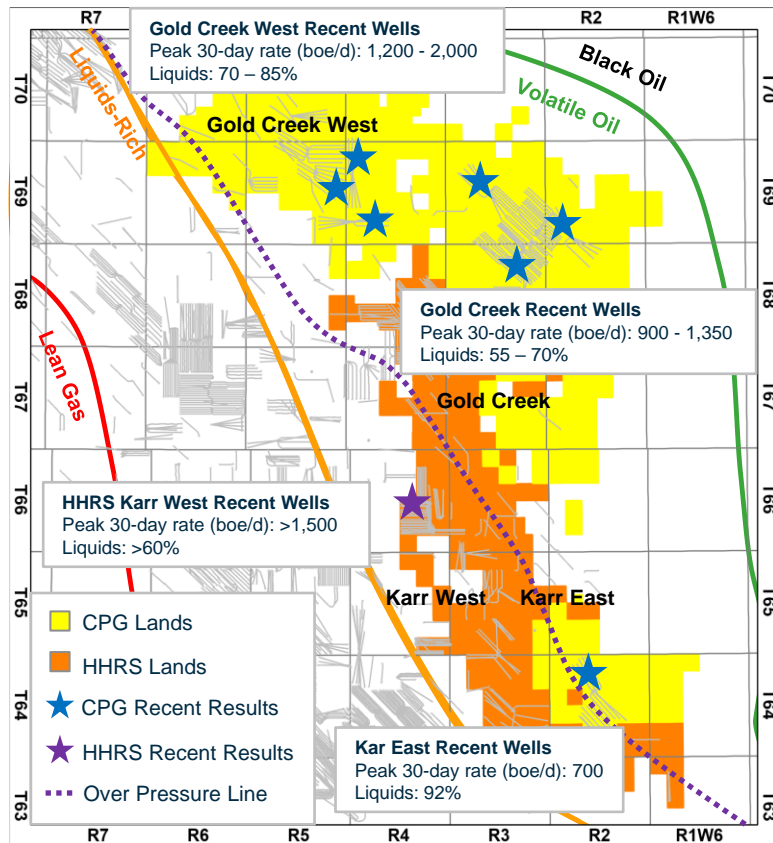 R7
R2
R1W6
Gold Creek West Recent Wells
Peak 30-day rate (boe/d): 1,200 - 2,000
Liquids: 70 – 85%
Black Oil
Volatile Oil
Liquids-Rich
T70
T70
Gold Creek West
T69
T69
T68
T68
Gold Creek Recent Wells
Peak 30-day rate (boe/d): 900 - 1,350
Liquids: 55 – 70%
Lean Gas
T67
T67
Gold Creek
HHRS Karr West Recent Wells
Peak 30-day rate (boe/d): >1,500
Liquids: >60%
T66
T66
Karr West
Karr East
T65
T65
CPG Lands
HHRS Lands
CPG Recent Results
HHRS Recent Results
Over Pressure Line
T64
T64
Kar East Recent Wells
Peak 30-day rate (boe/d): 700
Liquids: 92%
T63
T63
R7
R6
R5
R4
R3
R2
R1W6